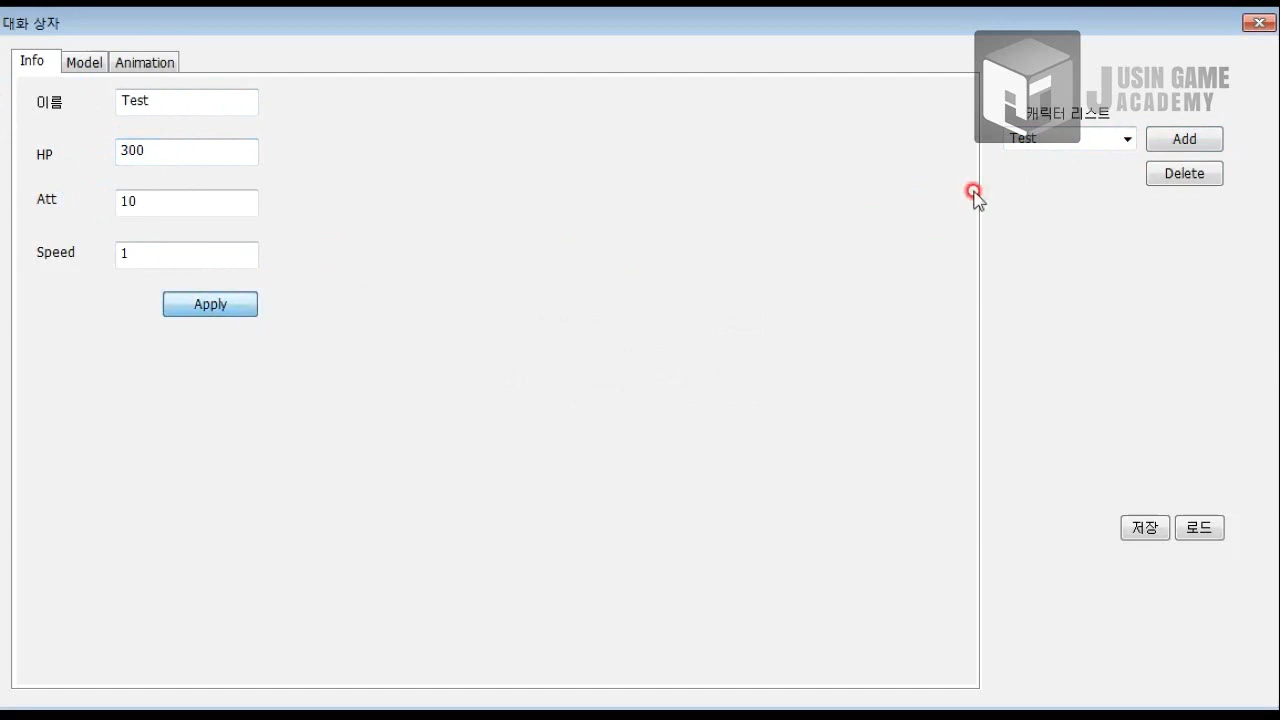 대화 상자
Info Model Animation
이름 Test
HP 300
Att 10
Speed 1
Apply
JUSIN GAME
ACADEMY
캐릭터 리스트
Test Add
Delete
저장 로드